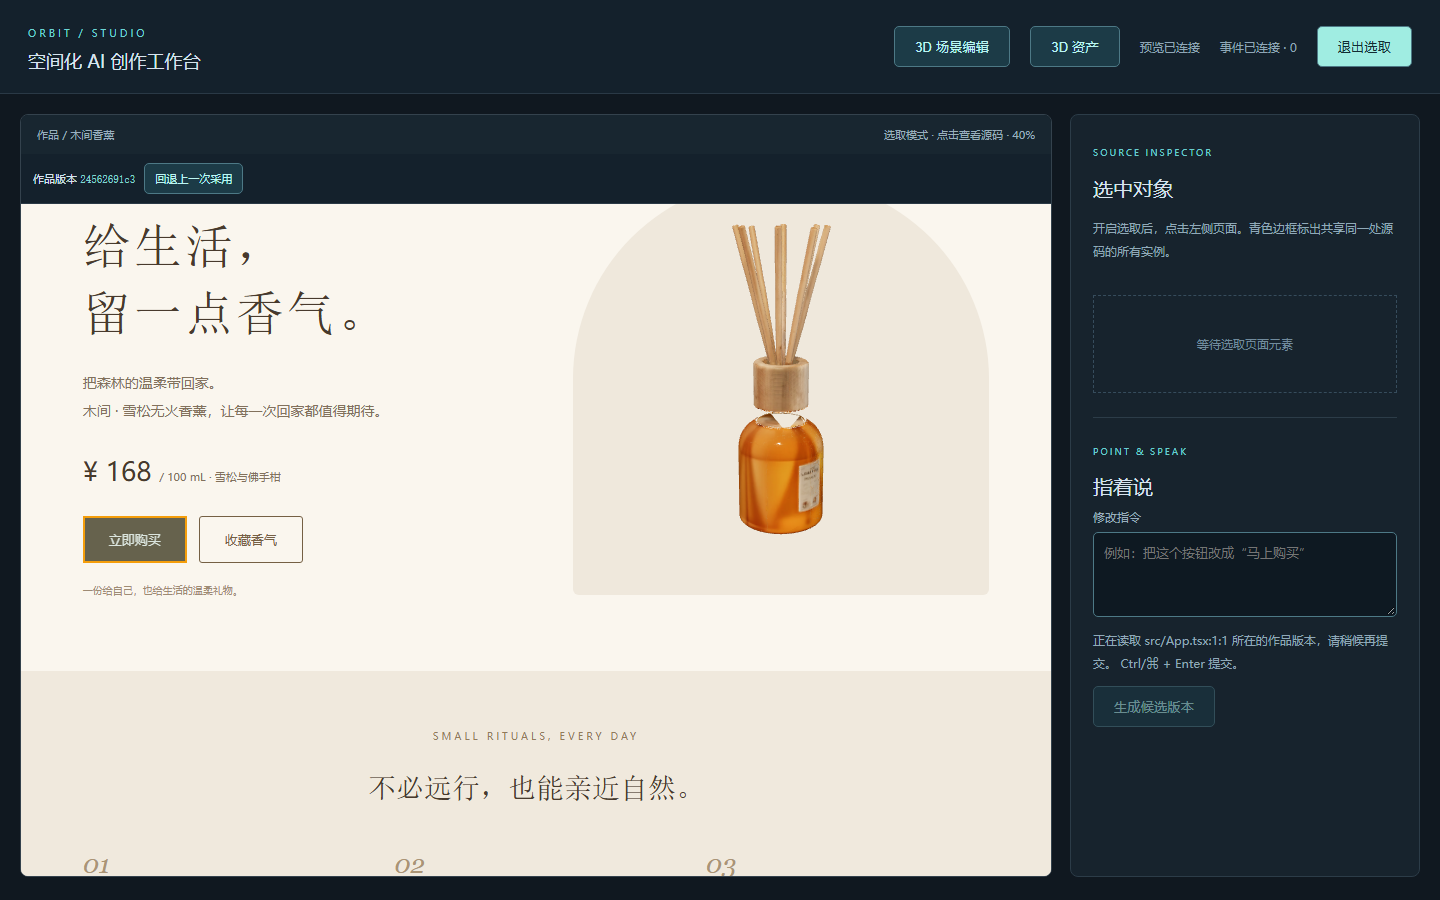 ORBIT / STUDIO
空间化 AI 创作工作台
3D 场景编辑
3D 资产
预览已连接
事件已连接 · 0
退出选取
作品 / 木间香薰
选取模式 · 点击查看源码 · 40%
作品版本 24562691c3
回退上一次采用
给生活，
留一点香气。
把森林的温柔带回家。
木间 · 雪松无火香薰，让每一次回家都值得期待。
¥ 168 / 100 mL · 雪松与佛手柑
立即购买
收藏香气
一份给自己，也给生活的温柔礼物。
SMALL RITUALS, EVERY DAY
不必远行，也能亲近自然。
01
02
03
SOURCE INSPECTOR
选中对象
开启选取后，点击左侧页面。青色边框标出共享同一处源
码的所有实例。
等待选取页面元素
POINT & SPEAK
指着说
修改指令
例如：把这个按钮改成“马上购买”
正在读取 src/App.tsx:1:1 所在的作品版本，请稍候再提
交。 Ctrl/⌘ + Enter 提交。
生成候选版本